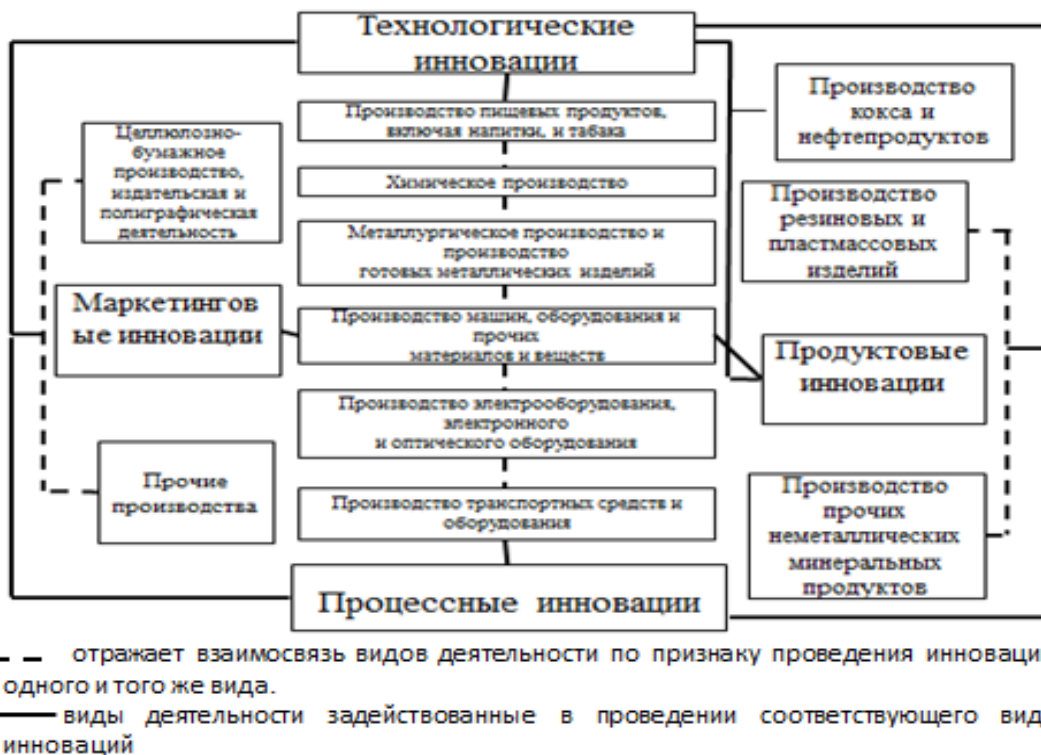 Технологические
инновации
Производство пищевых продуктов,
включая напитки, и табака
Производство
кокса и
нефтепродуктов
Целлюлозно-
бумажное
производство,
издательская и
полиграфическая
деятельность
Химическое производство
Производство
резиновых и
пластмассовых
изделий
Металлургическое производство и
производство
готовых металлических изделий
Маркетингов
ые инновации
Производство машин, оборудования и
прочих
материалов и веществ
Продуктовые
инновации
Производство электрооборудования,
электронного
и оптического оборудования
Прочие
производства
Производство транспортных средств и
оборудования
Производство
прочих
неметаллических
минеральных
продуктов
Процессные инновации
отражает взаимосвязь видов деятельности по признаку проведения инноваци
одного и того же вида.
виды деятельности задействованные в проведении соответствующего вид
инноваций